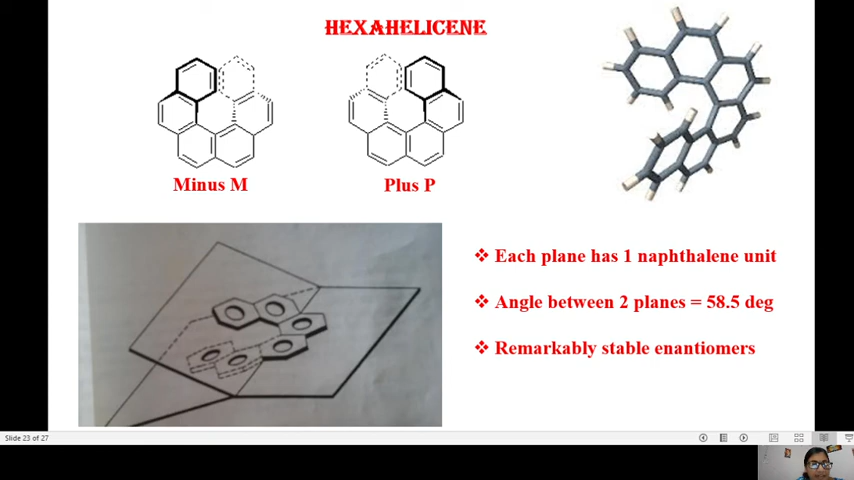 HEXAHELICENE
Minus M
Plus P
❖ Each plane has 1 naphthalene unit
❖ Angle between 2 planes = 58.5 deg
❖ Remarkably stable enantiomers
Slide 23 of 27